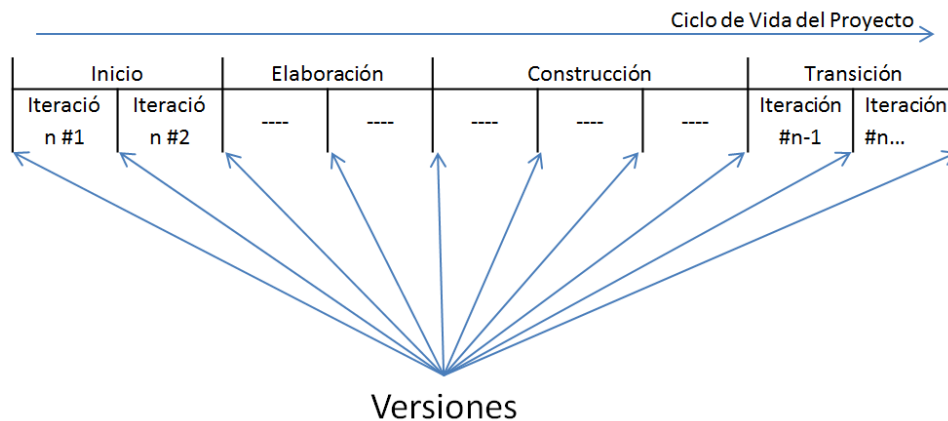 Ciclo de Vida del Proyecto
Inicio Elaboración Construcción Transición
Iteració Iteració ---- ---- ---- ---- ---- Iteración Iteración
n #1 n #2 #n-1 #n...
Versiones